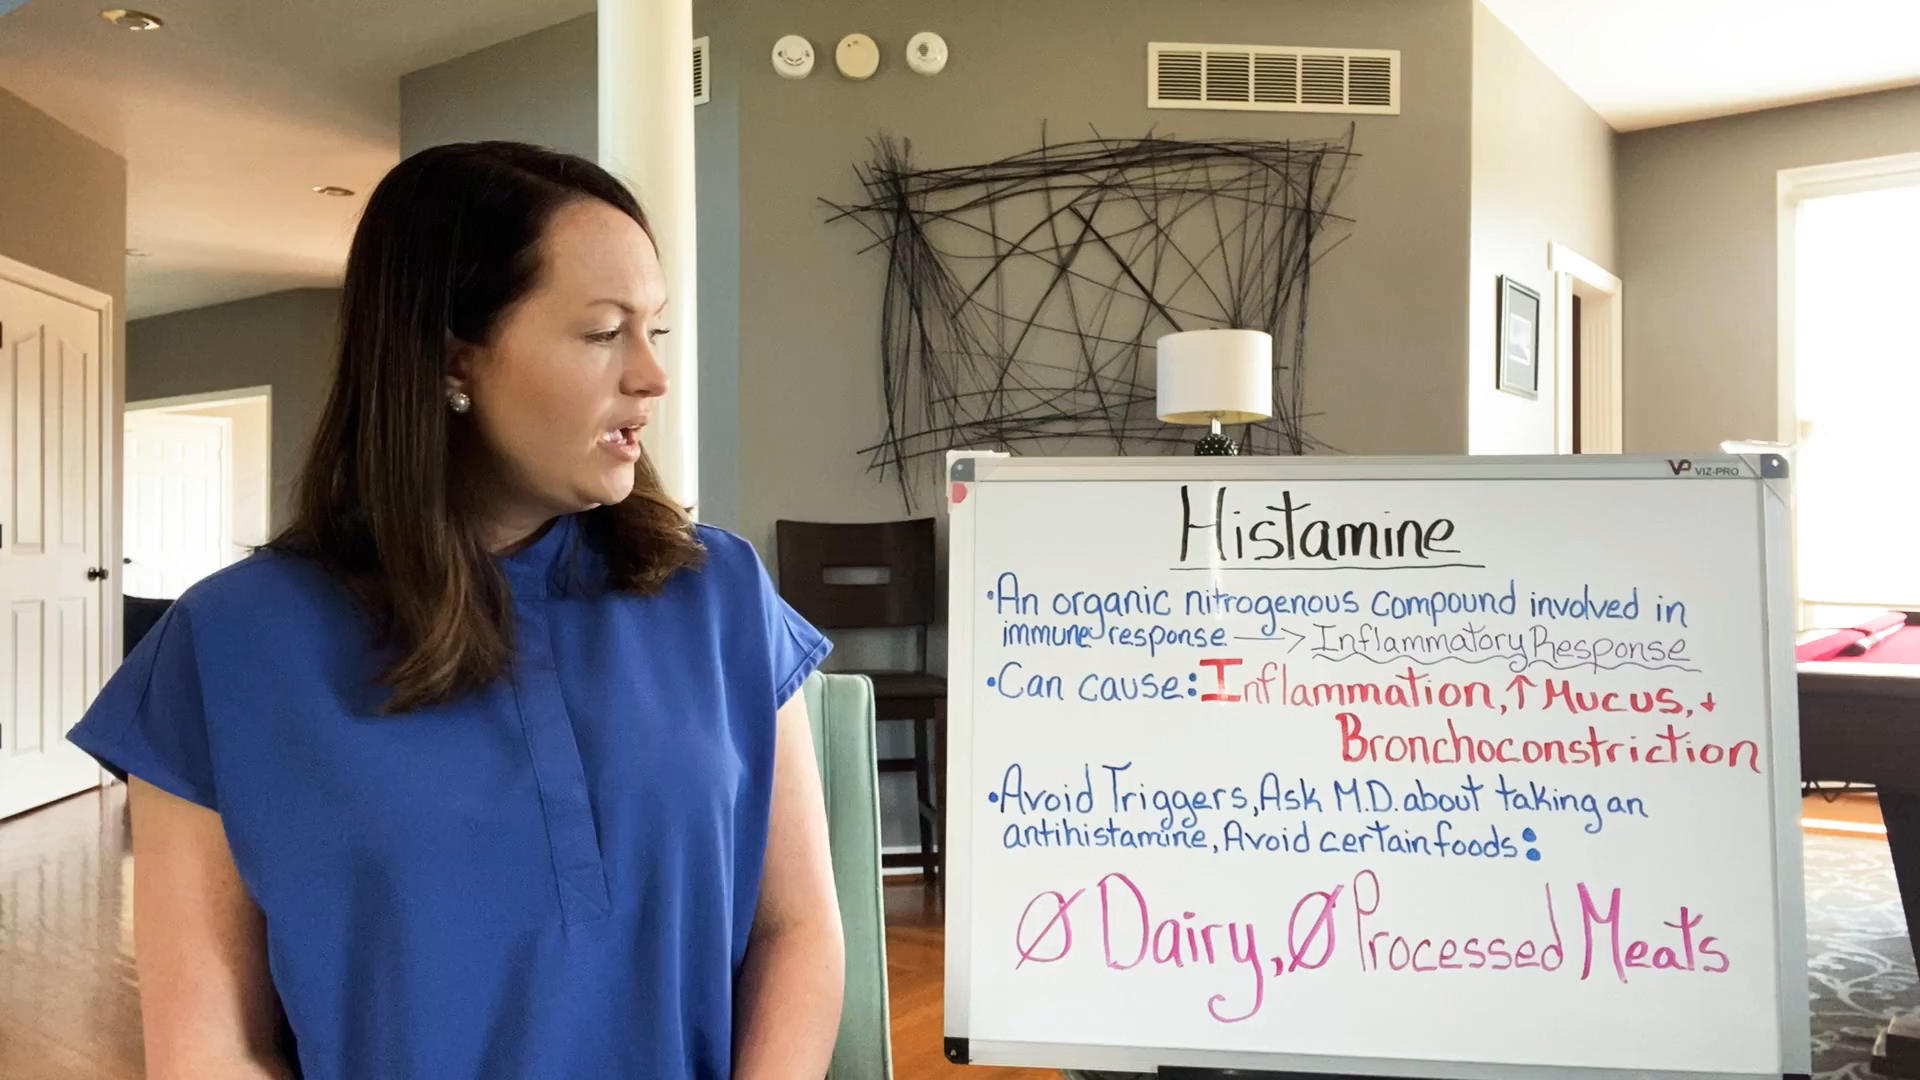 VP VIZ-PRO
Histamine
•An organic nitrogenous compound involved in
immune response → Inflammatory Response
•Can cause: Inflammation, ↑ Mucus, +
Bronchoconstriction
•Avoid Triggers, Ask M.D. about taking an
antihistamine, Avoid certain foods:
Ø Dairy, Ø Processed Meats